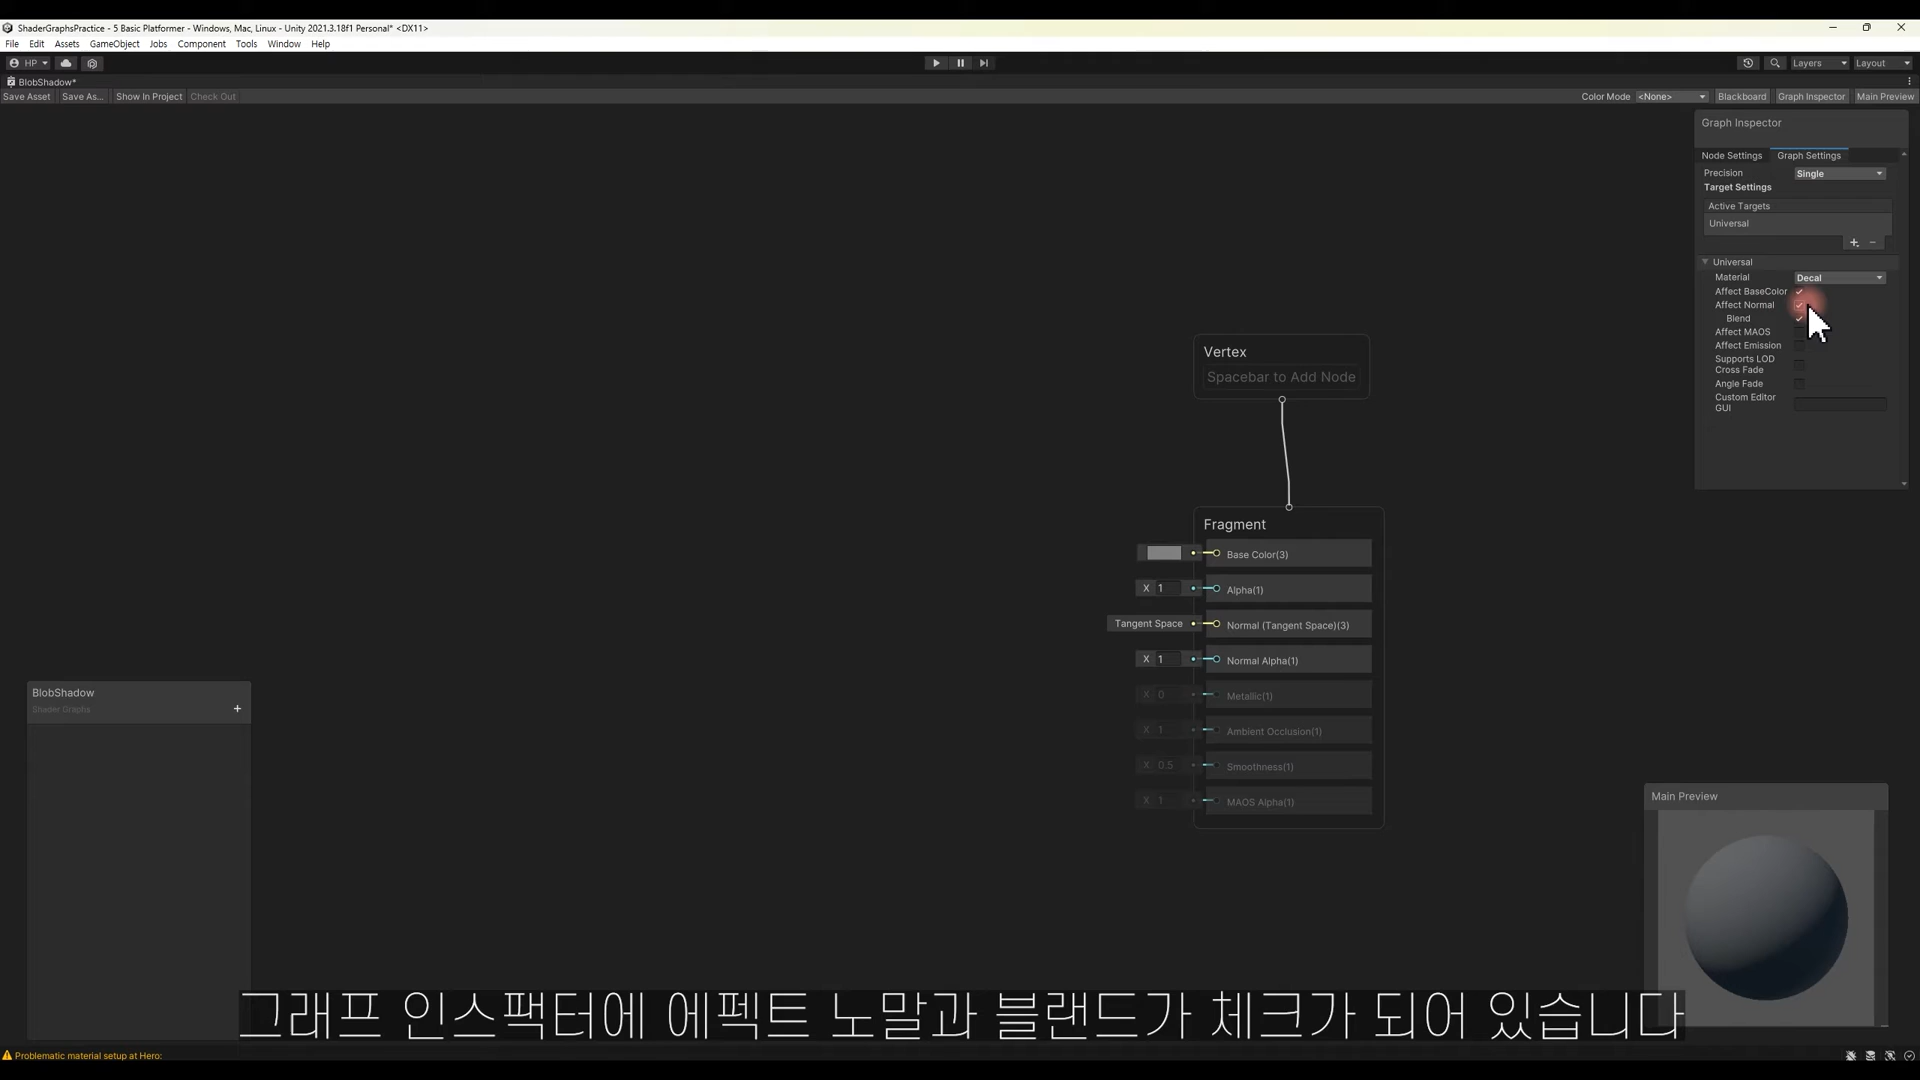 ShaderGraphsPractice - 5 Basic Platformer - Windows, Mac, Linux - Unity 2021.3.18f1 Personal* <DX11>
File Edit Assets GameObject Jobs Component Tools Window Help
HP Layers Layout
BlobShadow*
Save Asset Save As... Show In Project Check Out Color Mode <None> Blackboard Graph Inspector Main Preview
Graph Inspector
Node Settings Graph Settings
Precision Single
Target Settings
Active Targets
Universal
+ -
Universal
Material Decal
Affect BaseColor
Affect Normal
Blend
Affect MAOS
Affect Emission
Supports LOD
Cross Fade
Angle Fade
Custom Editor
GUI
Vertex
Spacebar to Add Node
Fragment
Base Color(3)
X 1 Alpha(1)
Tangent Space Normal (Tangent Space)(3)
X 1 Normal Alpha(1)
X 0 Metallic(1)
X 1 Ambient Occlusion(1)
X 0.5 Smoothness(1)
X 1 MAOS Alpha(1)
BlobShadow
Shader Graphs +
Main Preview
그래프 인스팩터에 에펙트 노말과 블랜드가 체크가 되어 있습니다
Problematic material setup at Hero: